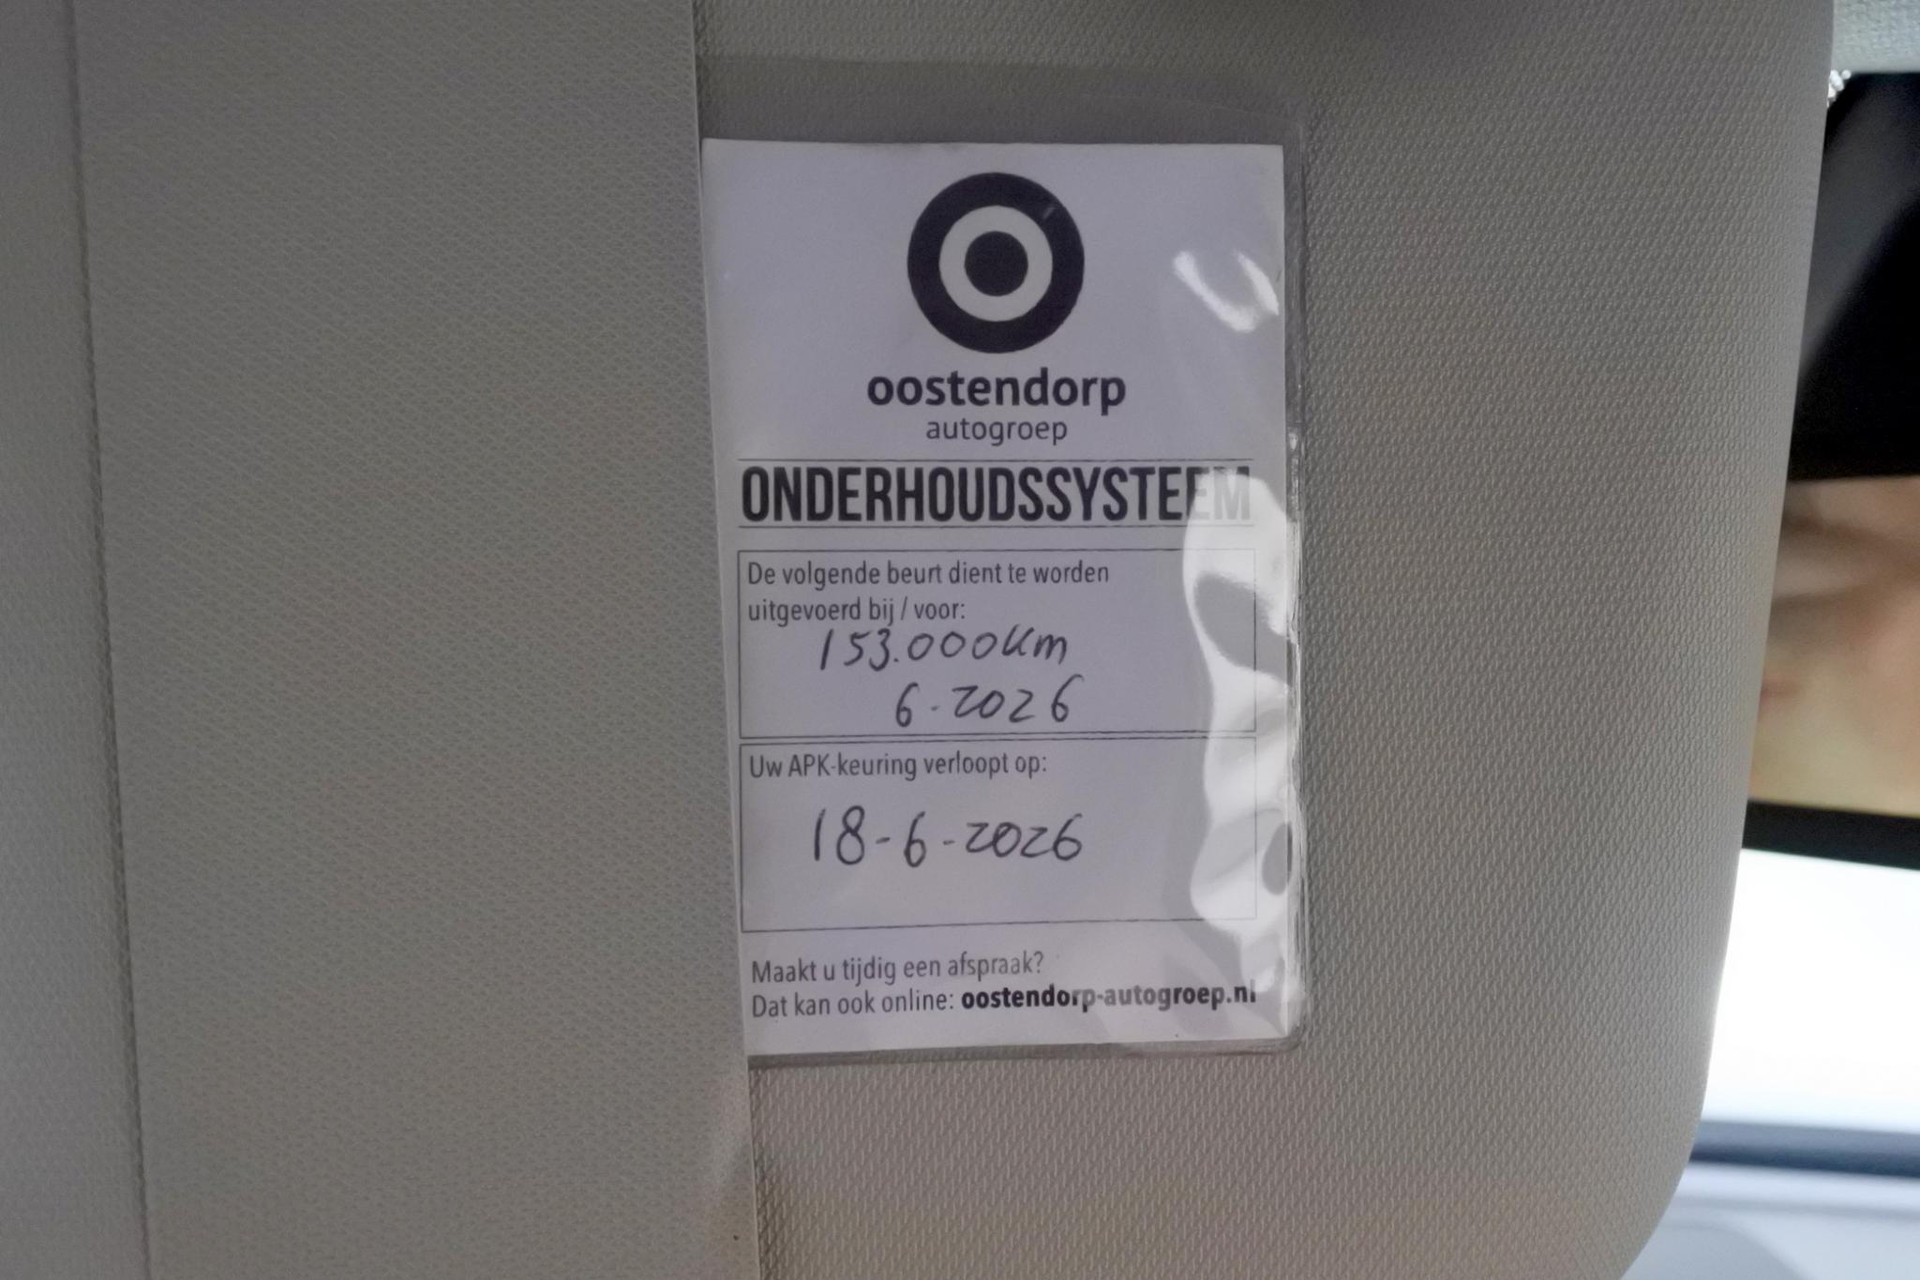 oostendorp
autogroep
ONDERHOUDSSYSTEEM
De volgende beurt dient te worden
uitgevoerd bij / voor:
153.000km
6-2026
Uw APK-keuring verloopt op:
18-6-2026
Maakt u tijdig een afspraak?
Dat kan ook online: oostendorp-autogroep.nl